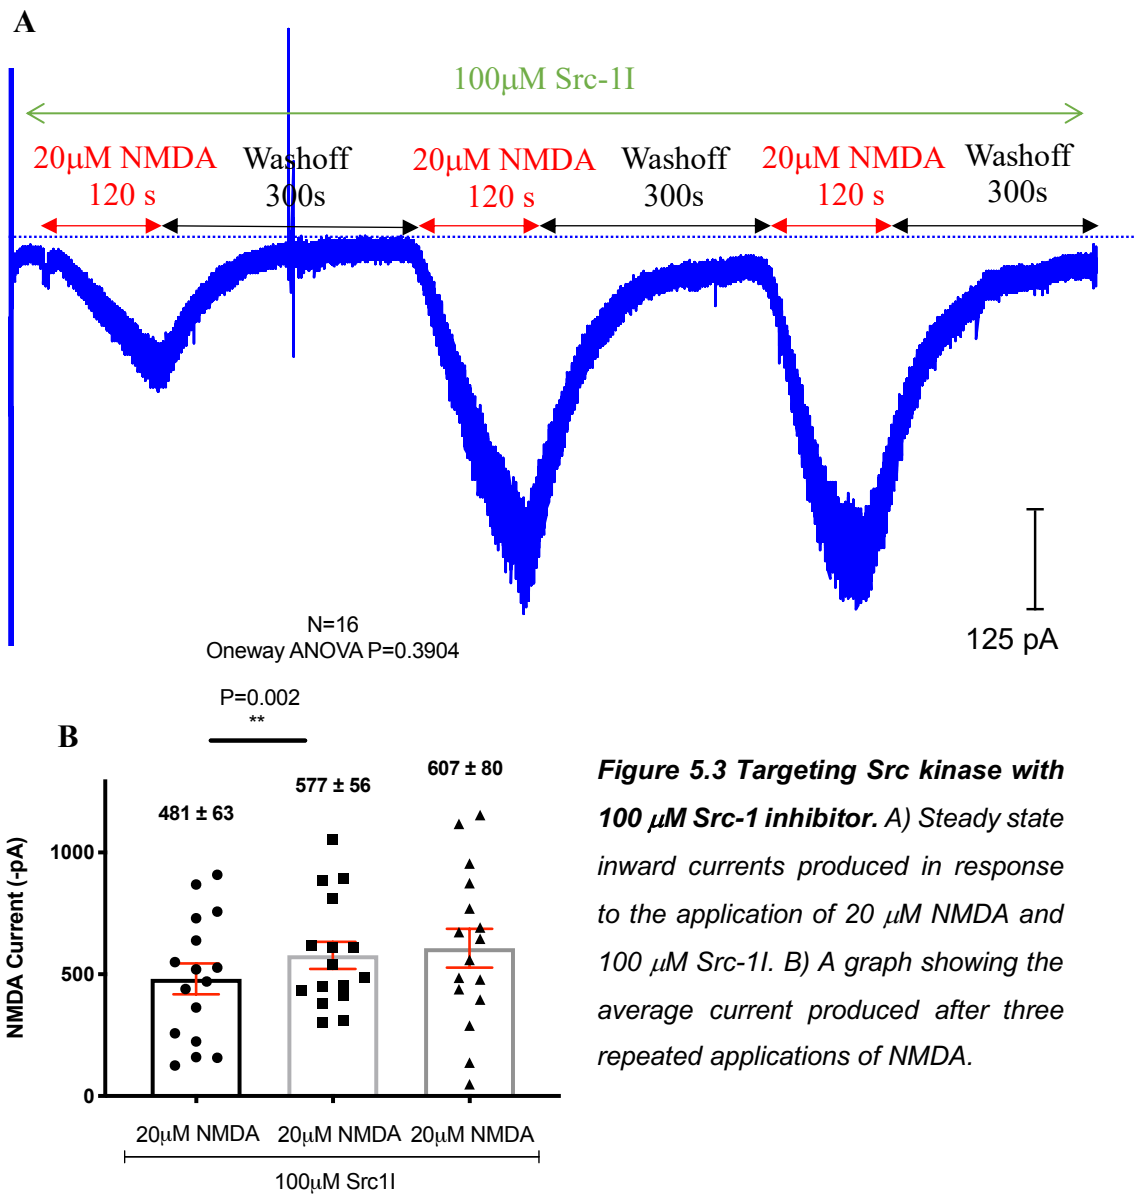 A
100μM Src-1I
20μM NMDA
120 s
Washoff
300s
20μM NMDA
120 s
Washoff
300s
20μM NMDA
120 s
Washoff
300s
125 pA
N=16
Oneway ANOVA P=0.3904
P=0.002
**
B
481 ± 63
577 ± 56
607 ± 80
NMDA Current (-pA)
1000
500
0
20μM NMDA
20μM NMDA
20μM NMDA
100μM Src1I
Figure 5.3 Targeting Src kinase with
100 μM Src-1 inhibitor. A) Steady state
inward currents produced in response
to the application of 20 μM NMDA and
100 μM Src-1I. B) A graph showing the
average current produced after three
repeated applications of NMDA.